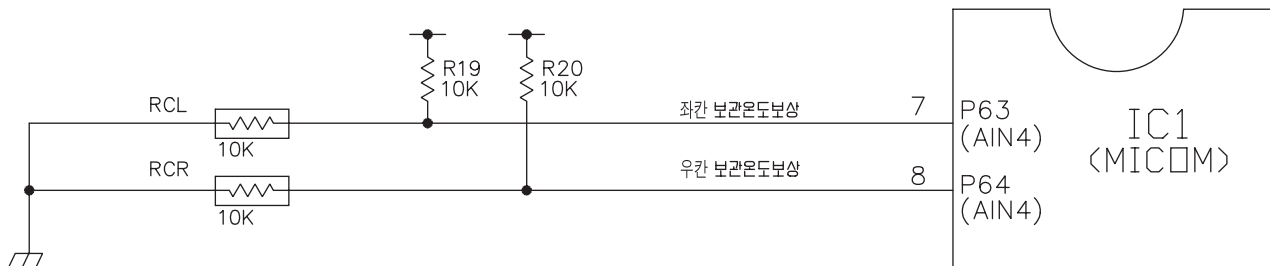 R19
10K
R20
10K
RCL
10K
좌칸 보관온도보상
7
P63
(AIN4)
IC1
(MICOM)
RCR
10K
우칸 보관온도보상
8
P64
(AIN4)